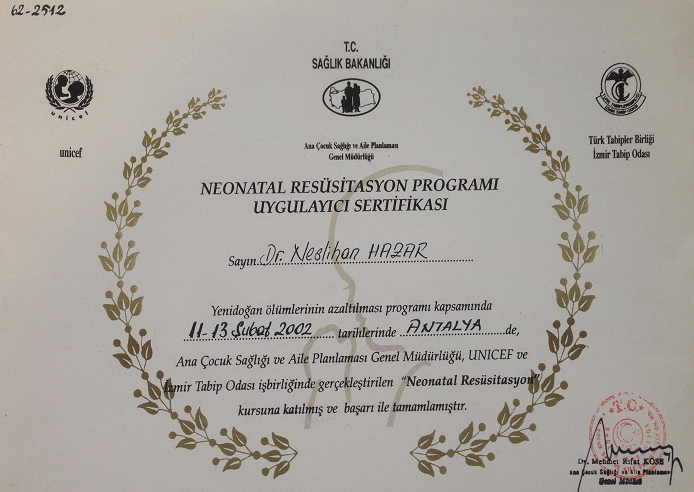 62-2512
T.C.
SAĞLIK BAKANLIĞI
unicef
unicef
Ana Çocuk Sağlığı ve Aile Planlaması
Genel Müdürlüğü
Türk Tabipler Birliği
İzmir Tabip Odası
NEONATAL RESÜSİTASYON PROGRAMI
UYGULAYICI SERTİFİKASI
Sayın Dr. Neslihan HAZAR
Yenidoğan ölümlerinin azaltılması programı kapsamında
11-13 Şubat 2002 tarihlerinde ANTALYA de,
Ana Çocuk Sağlığı ve Aile Planlaması Genel Müdürlüğü, UNICEF ve
İzmir Tabip Odası işbirliğinde gerçekleştirilen "Neonatal Resüsitasyon"
kursuna katılmış ve başarı ile tamamlamıştır.
T.C.
Dr. Mehmet Rıfat KÖSE
Ana Çocuk Sağlığı ve Aile Planlaması
Genel Müdürü